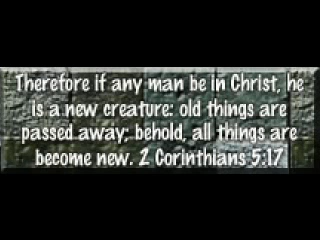 Therefore if any man be in Christ, he
is a new creature: old things are
passed away; behold, all things are
become new. 2 Corinthians 5:17